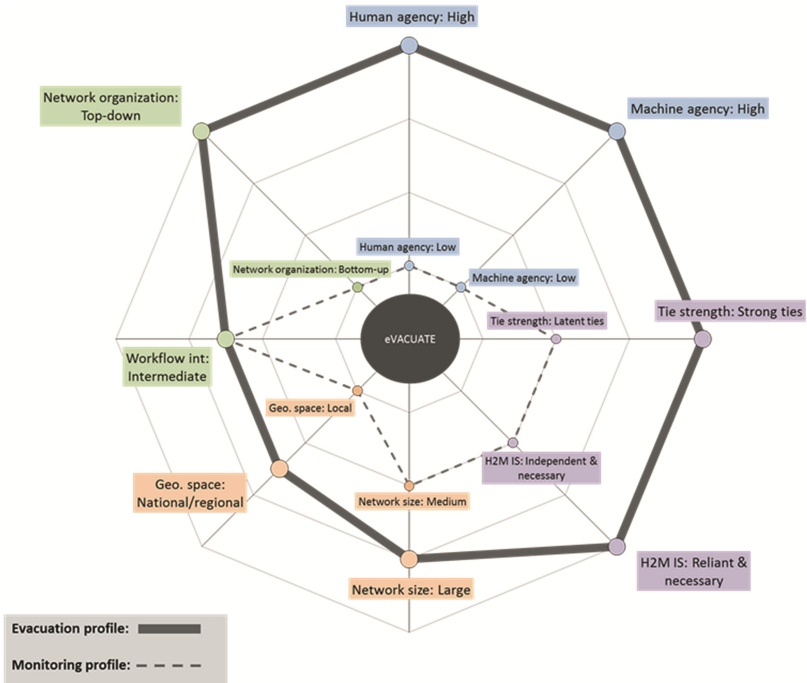 Human agency: High
Network organization:
Top-down
Machine agency: High
Human agency: Low
Network organization: Bottom-up
Machine agency: Low
Tie strength: Latent ties
Tie strength: Strong ties
eVACUATE
Workflow int:
Intermediate
Geo. space: Local
H2M IS: Independent &
necessary
Geo. space:
National/regional
Network size: Medium
H2M IS: Reliant &
necessary
Network size: Large
Evacuation profile:
Monitoring profile: